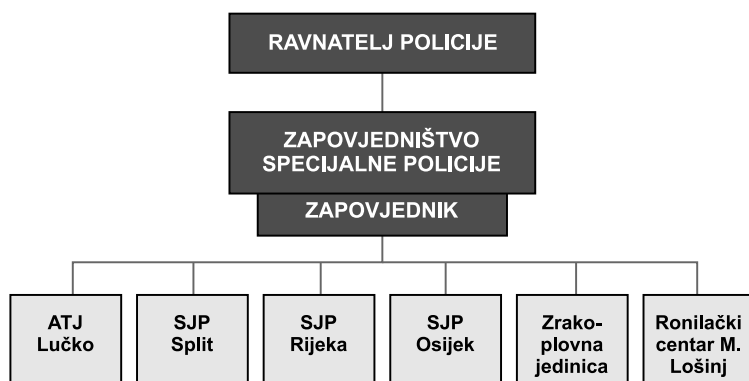 RAVNATELJ POLICIJE
ZAPOVJEDNIŠTVO
SPECIJALNE POLICIJE
ZAPOVJEDNIK
ATJ
Lučko
SJP
Split
SJP
Rijeka
SJP
Osijek
Zrako-
plovna
jedinica
Ronilački
centar M.
Lošinj